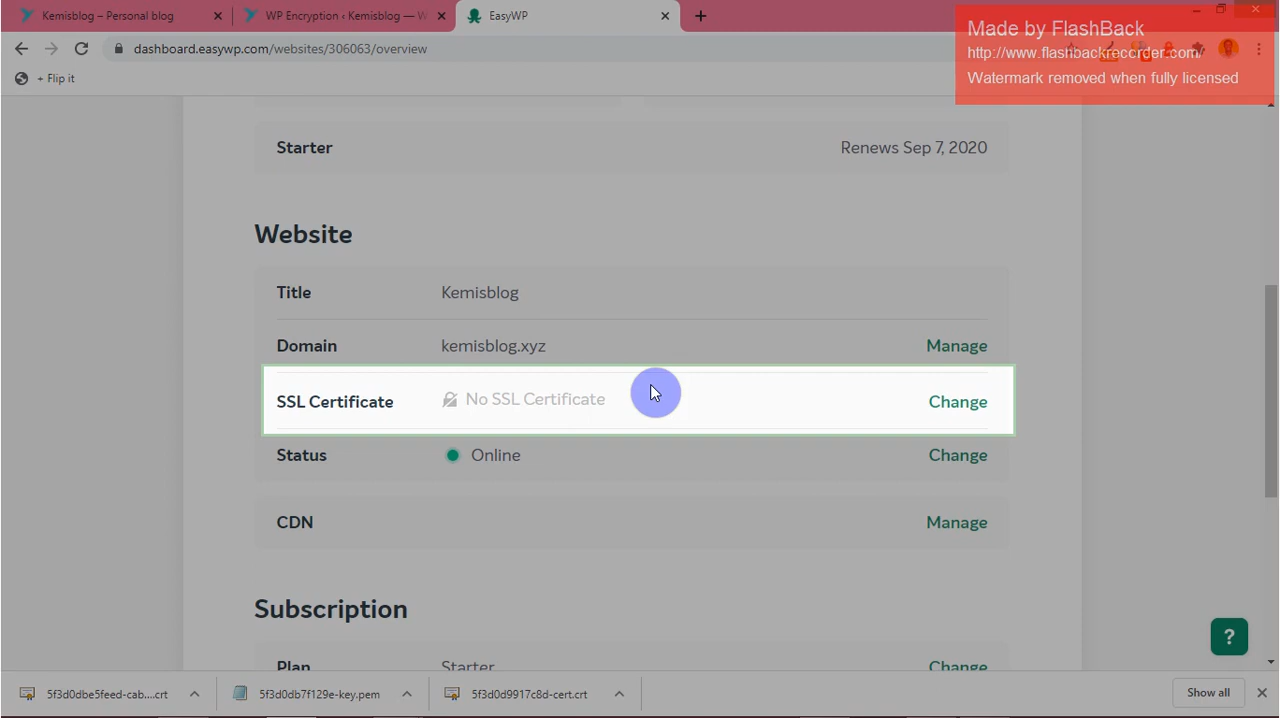 Kemisblog – Personal blog
WP Encryption ‹ Kemisblog — W
EasyWP
Made by FlashBack
http://www.flashbackrecorder.com/
Watermark removed when fully licensed
dashboard.easywp.com/websites/306063/overview
+ Flip it
Starter
Renews Sep 7, 2020
Website
Title
Kemisblog
Domain
kemisblog.xyz
Manage
SSL Certificate
No SSL Certificate
Change
Status
Online
Change
CDN
Manage
Subscription
Plan
Starter
Change
?
5f3d0dbe5feed-cab....crt
5f3d0db7f129e-key.pem
5f3d0d9917c8d-cert.crt
Show all